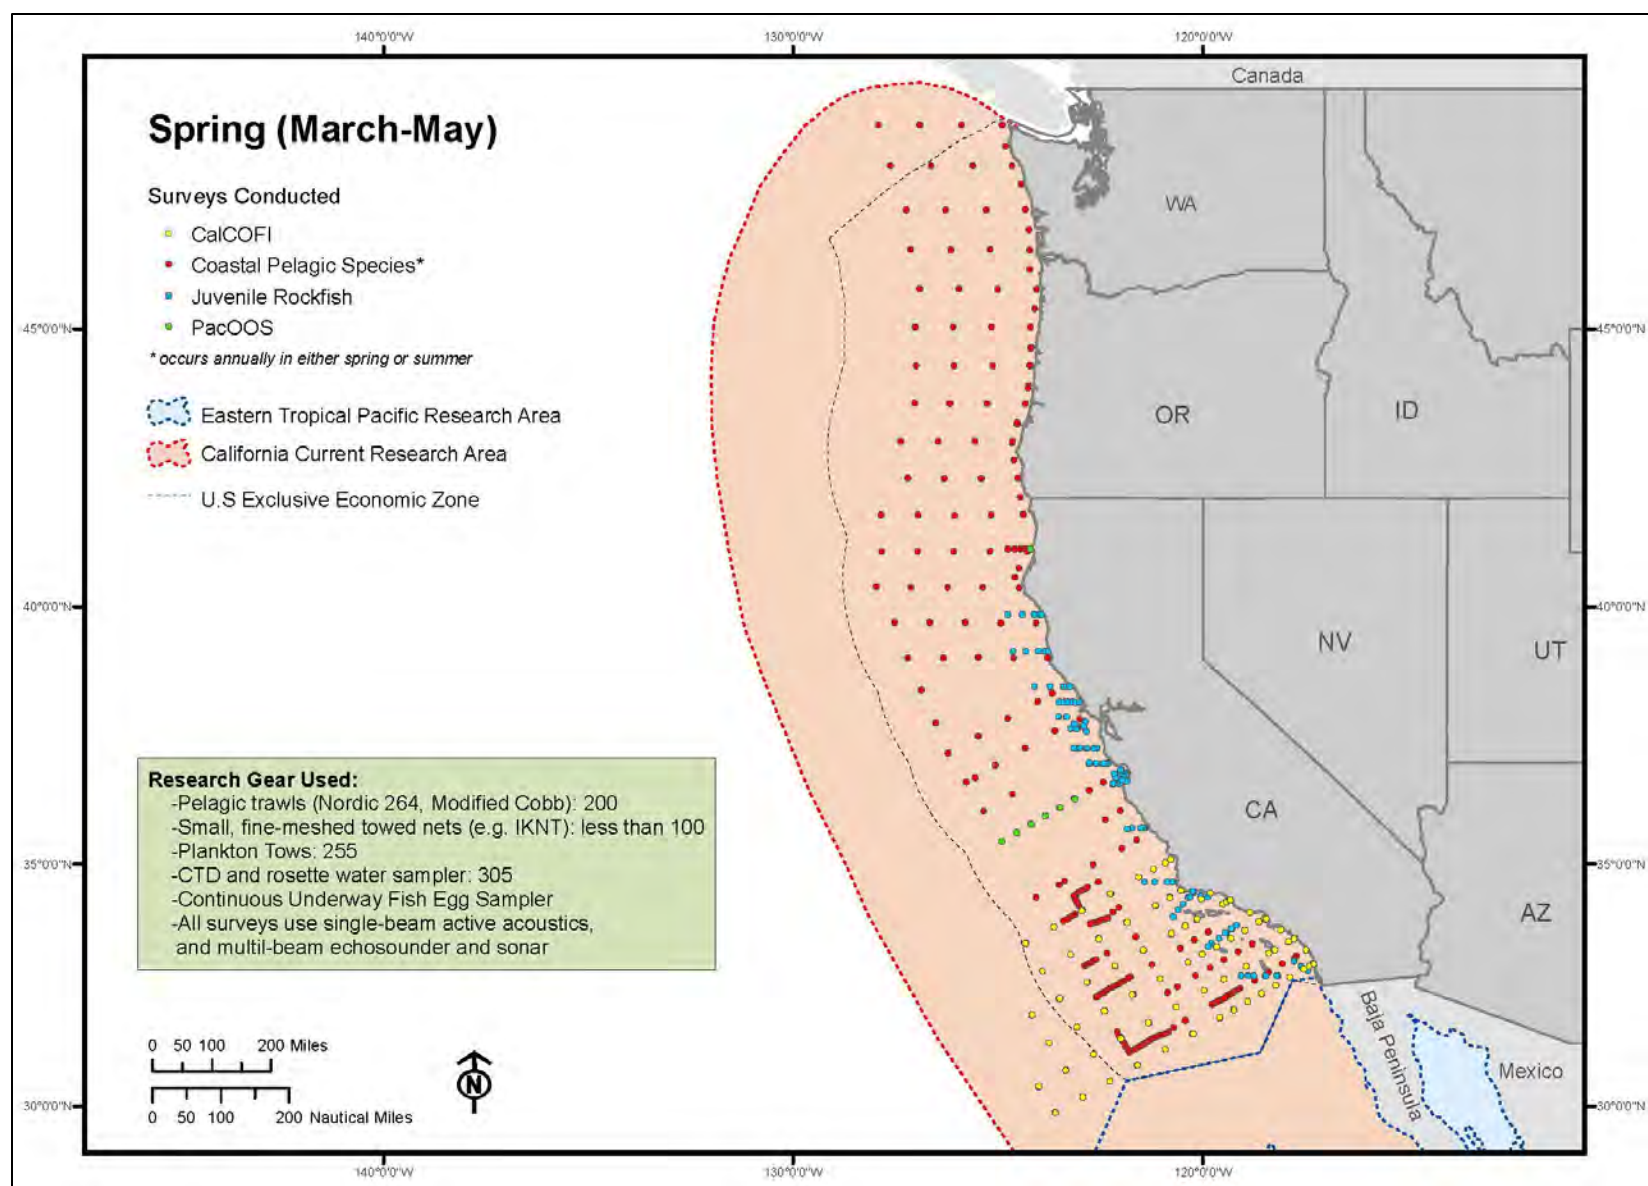 140°0'0"W
130°0'0"W
120°0'0"W
Canada
Spring (March-May)
Surveys Conducted
CalCOFI
Coastal Pelagic Species*
Juvenile Rockfish
PacOOS
*occurs annually in either spring or summer
Eastern Tropical Pacific Research Area
California Current Research Area
U.S Exclusive Economic Zone
WA
OR
ID
NV
UT
CA
AZ
Baja Peninsula
Mexico
45°0'0"N
45°0'0"N
40°0'0"N
40°0'0"N
35°0'0"N
35°0'0"N
30°0'0"N
30°0'0"N
Research Gear Used:
-Pelagic trawls (Nordic 264, Modified Cobb): 200
-Small, fine-meshed towed nets (e.g. IKNT): less than 100
-Plankton Tows: 255
-CTD and rosette water sampler: 305
-Continuous Underway Fish Egg Sampler
-All surveys use single-beam active acoustics,
and multil-beam echosounder and sonar
0 50 100 200 Miles
0 50 100 200 Nautical Miles
N
140°0'0"W
130°0'0"W
120°0'0"W